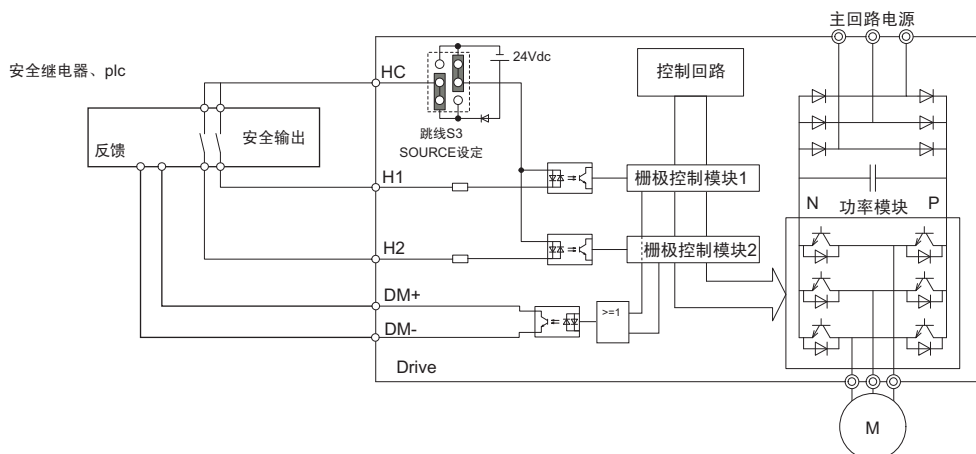 主回路电源
24Vdc
安全继电器、plc
HC
控制回路
安全输出
反馈
跳线S3
SOURCE设定
H1
栅极控制模块1
N
功率模块
P
H2
栅极控制模块2
DM+
>=1
DM-
Drive
M